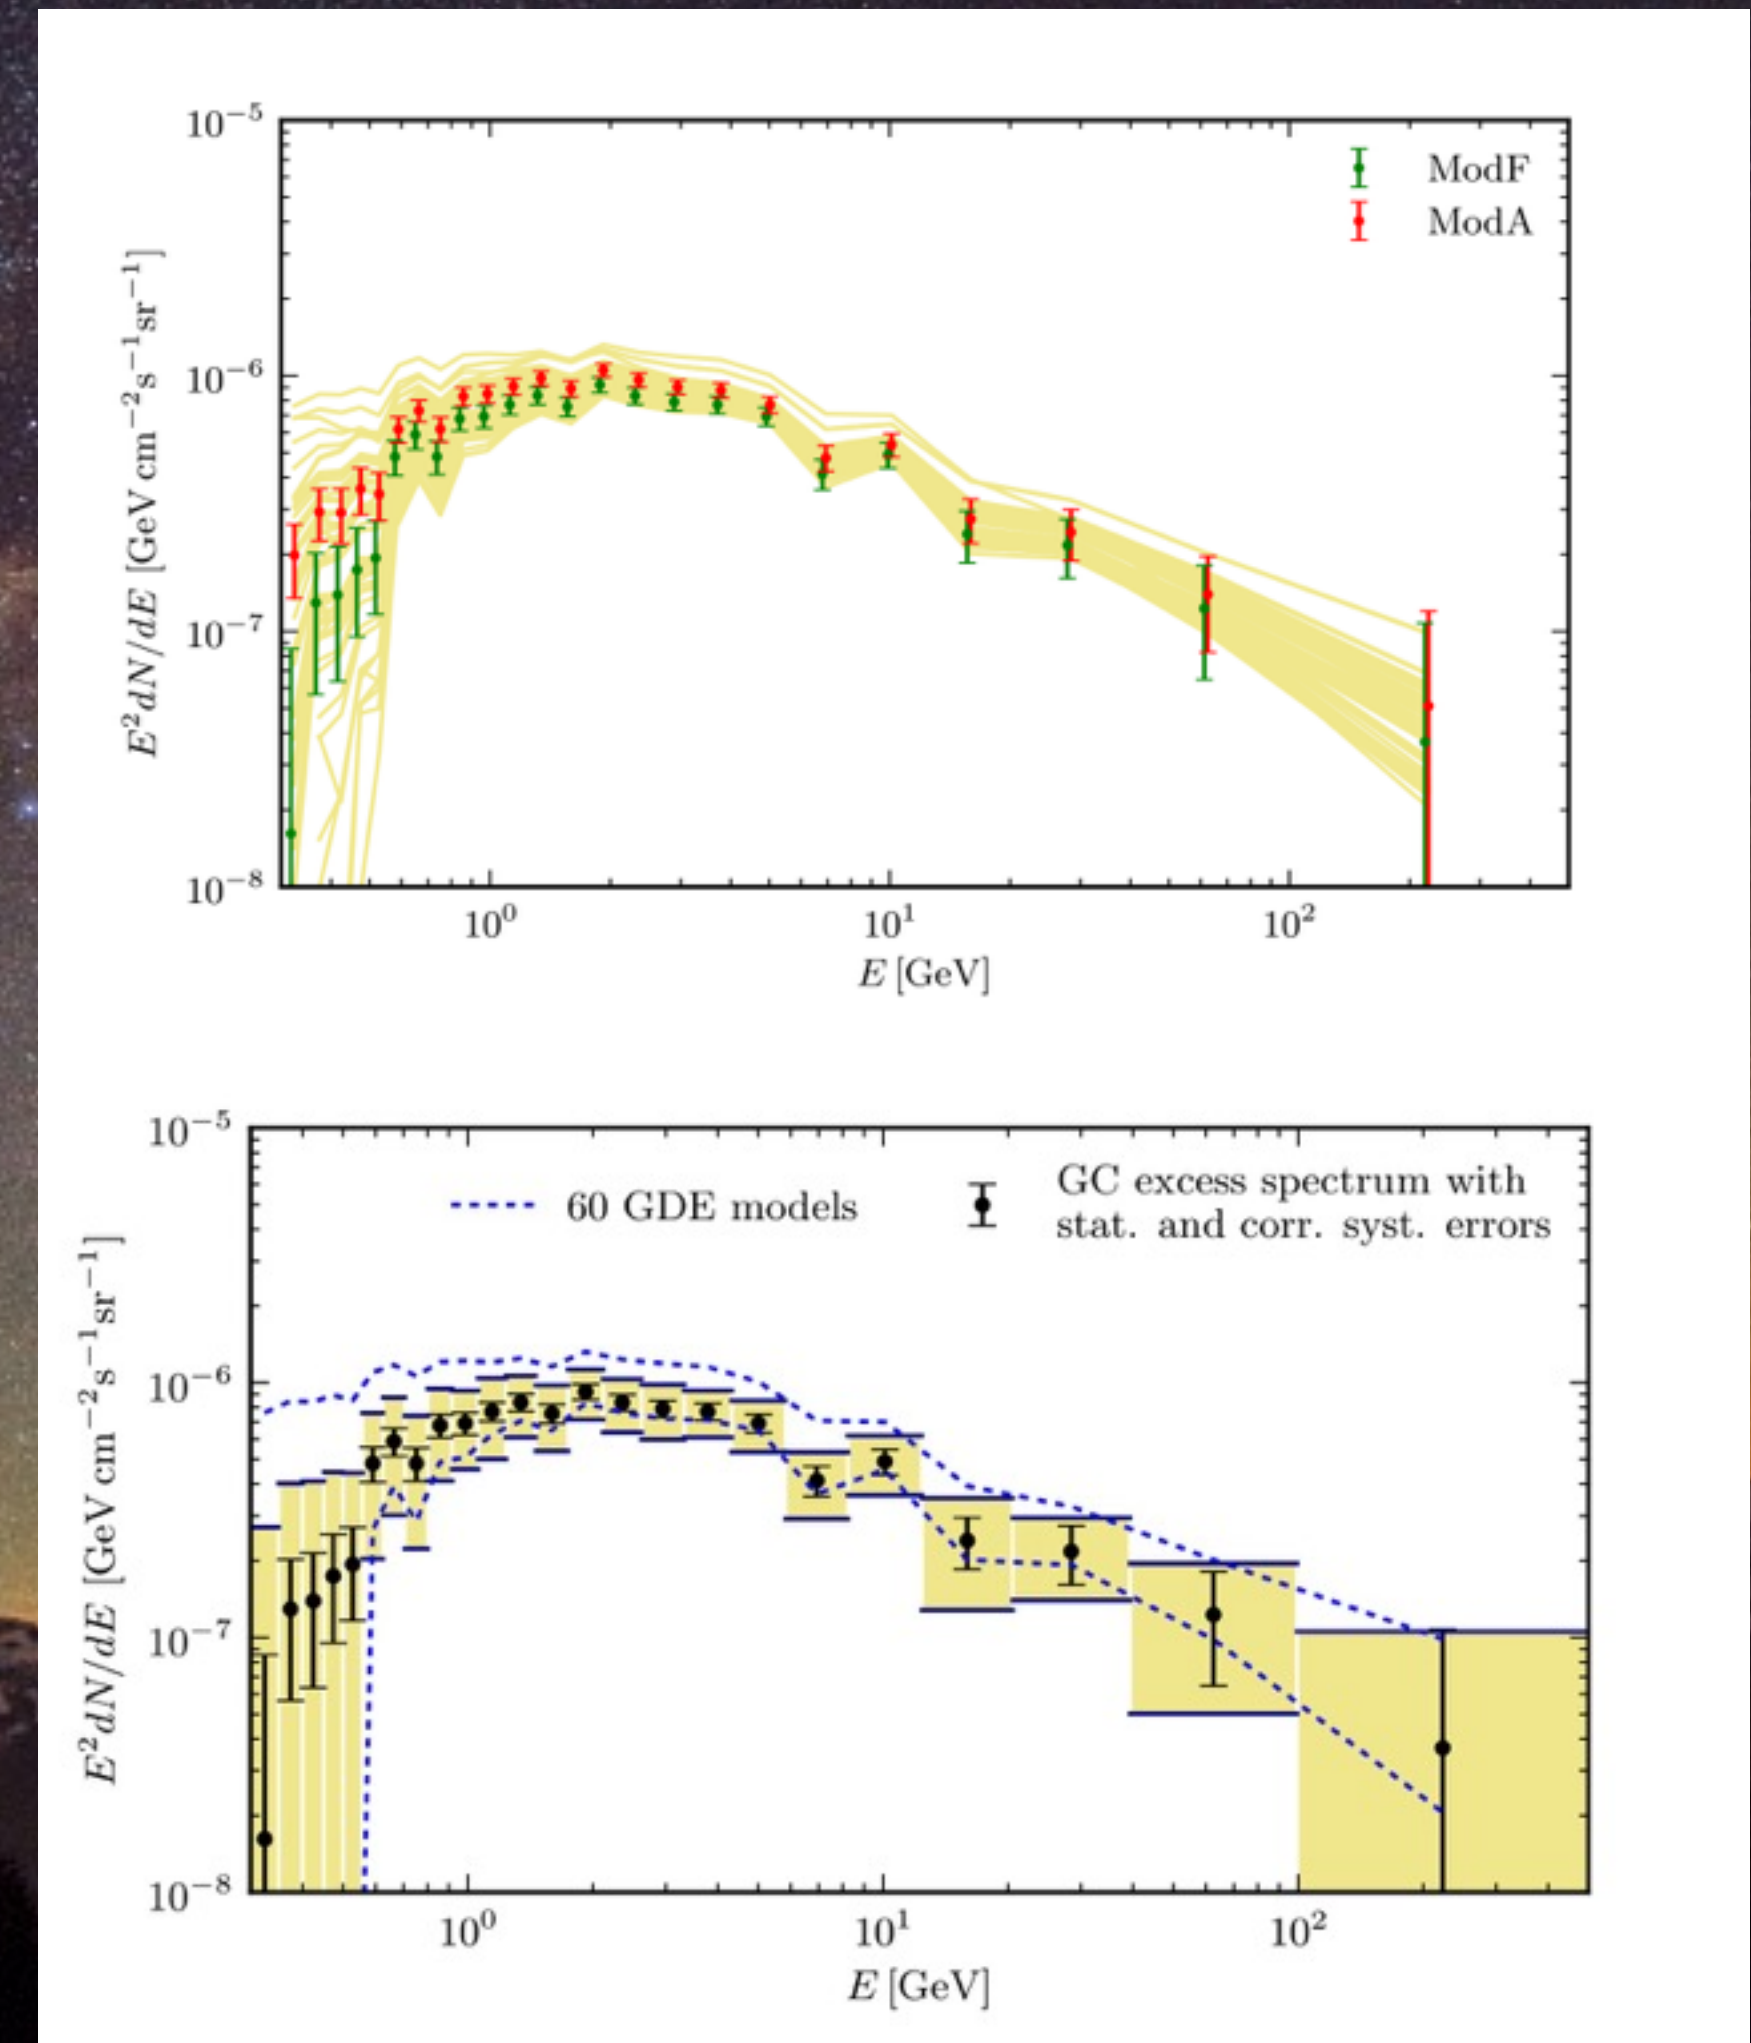 10⁻⁵
ModF
ModA
10⁻⁶
10⁻⁷
10⁻⁸
E²dN/dE [GeV cm⁻²s⁻¹sr⁻¹]
10⁰ 10¹ 10²
E [GeV]
10⁻⁵
60 GDE models
GC excess spectrum with
stat. and corr. syst. errors
10⁻⁶
10⁻⁷
10⁻⁸
E²dN/dE [GeV cm⁻²s⁻¹sr⁻¹]
10⁰ 10¹ 10²
E [GeV]